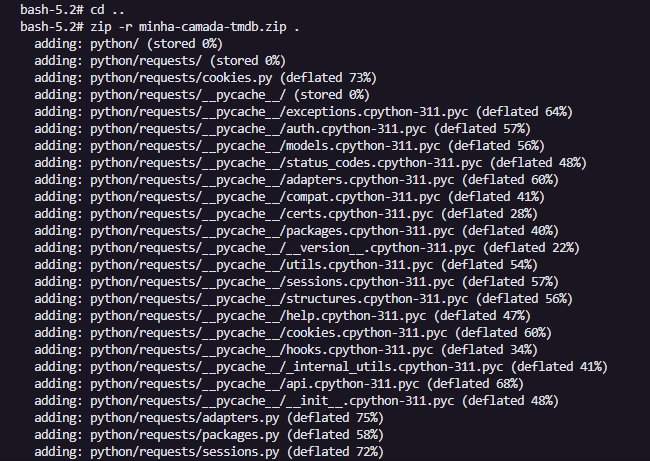 bash-5.2# cd ..
bash-5.2# zip -r minha-camada-tmdb.zip .
adding: python/ (stored 0%)
adding: python/requests/ (stored 0%)
adding: python/requests/cookies.py (deflated 73%)
adding: python/requests/__pycache__/ (stored 0%)
adding: python/requests/__pycache__/exceptions.cpython-311.pyc (deflated 64%)
adding: python/requests/__pycache__/auth.cpython-311.pyc (deflated 57%)
adding: python/requests/__pycache__/models.cpython-311.pyc (deflated 56%)
adding: python/requests/__pycache__/status_codes.cpython-311.pyc (deflated 48%)
adding: python/requests/__pycache__/adapters.cpython-311.pyc (deflated 60%)
adding: python/requests/__pycache__/compat.cpython-311.pyc (deflated 41%)
adding: python/requests/__pycache__/certs.cpython-311.pyc (deflated 28%)
adding: python/requests/__pycache__/packages.cpython-311.pyc (deflated 40%)
adding: python/requests/__pycache__/__version__.cpython-311.pyc (deflated 22%)
adding: python/requests/__pycache__/utils.cpython-311.pyc (deflated 54%)
adding: python/requests/__pycache__/sessions.cpython-311.pyc (deflated 57%)
adding: python/requests/__pycache__/structures.cpython-311.pyc (deflated 56%)
adding: python/requests/__pycache__/help.cpython-311.pyc (deflated 47%)
adding: python/requests/__pycache__/cookies.cpython-311.pyc (deflated 60%)
adding: python/requests/__pycache__/hooks.cpython-311.pyc (deflated 34%)
adding: python/requests/__pycache__/_internal_utils.cpython-311.pyc (deflated 41%)
adding: python/requests/__pycache__/api.cpython-311.pyc (deflated 68%)
adding: python/requests/__pycache__/__init__.cpython-311.pyc (deflated 48%)
adding: python/requests/adapters.py (deflated 75%)
adding: python/requests/packages.py (deflated 58%)
adding: python/requests/sessions.py (deflated 72%)